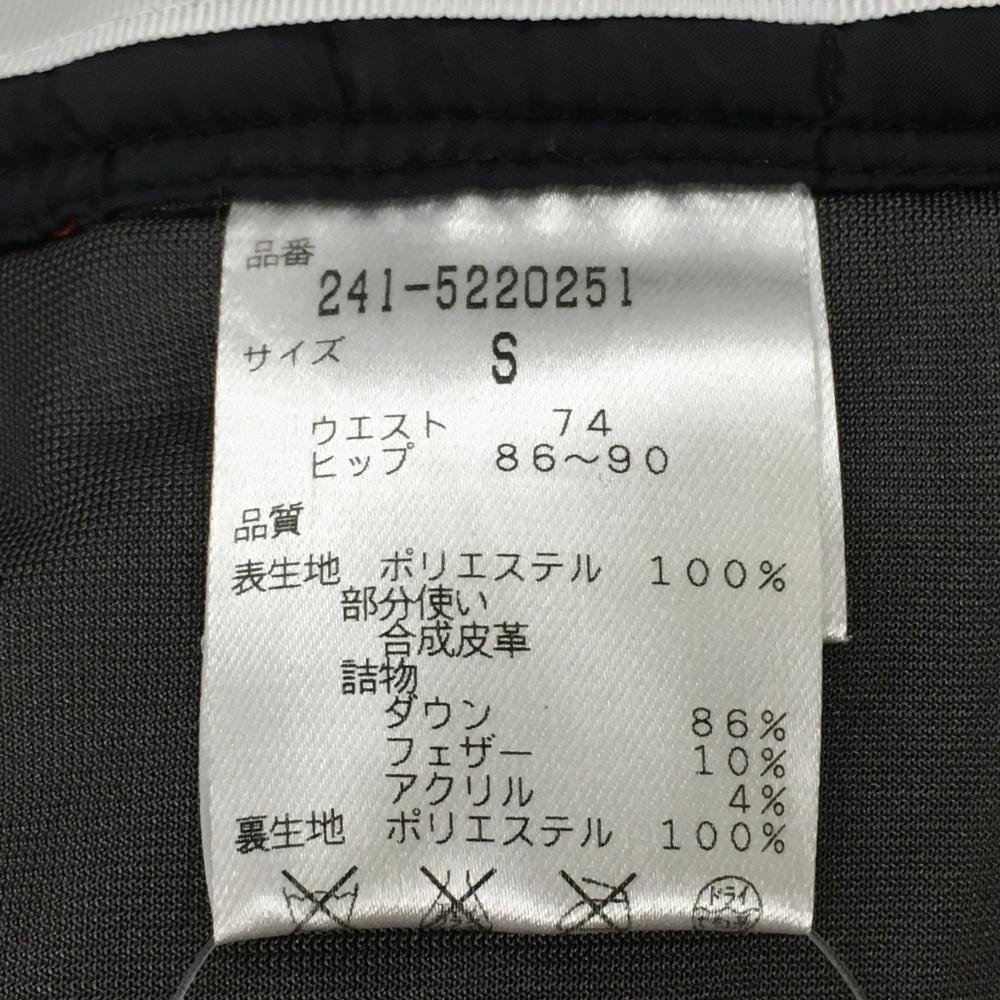 品番
241-5220251
サイズ S
ウエスト 74
ヒップ 86～90
品質
表生地 ポリエステル 100%
部分使い
合成皮革
詰物
ダウン 86%
フェザー 10%
アクリル 4%
裏生地 ポリエステル 100%
ドライ